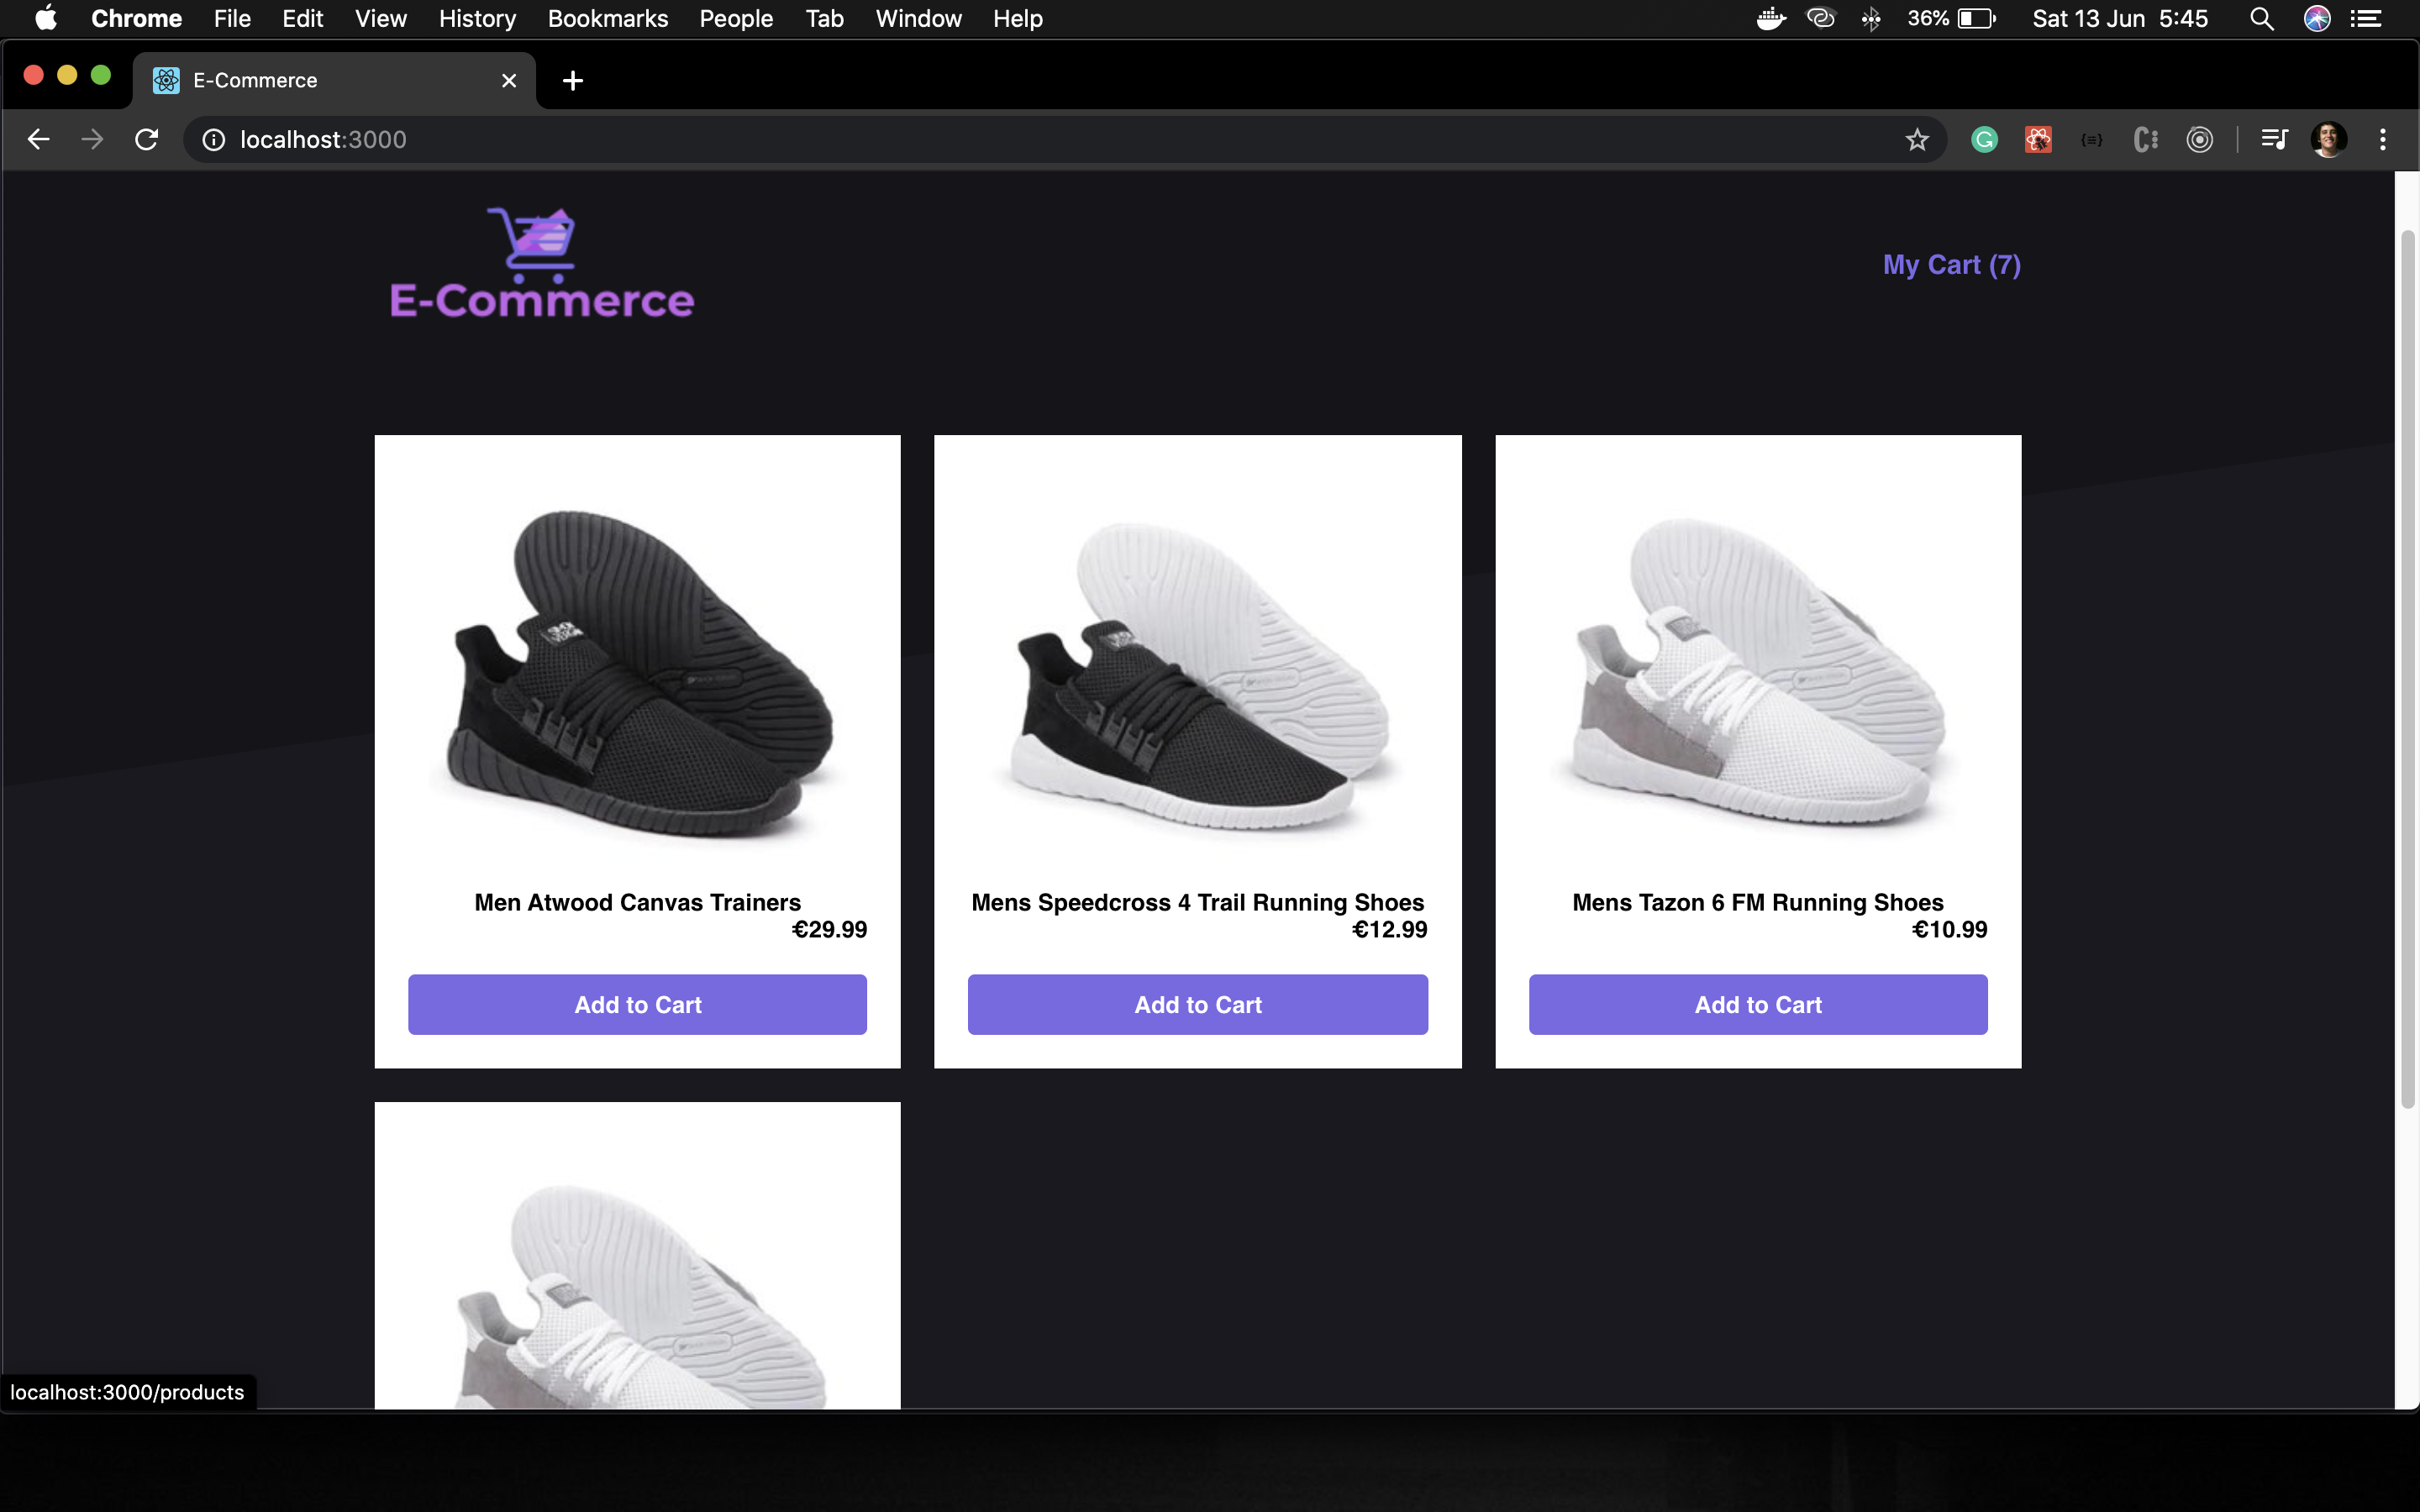 Chrome File Edit View History Bookmarks People Tab Window Help 36% Sat 13 Jun 5:45
E-Commerce
localhost:3000
E-Commerce
My Cart (7)
Men Atwood Canvas Trainers
€29.99
Add to Cart
Mens Speedcross 4 Trail Running Shoes
€12.99
Add to Cart
Mens Tazon 6 FM Running Shoes
€10.99
Add to Cart
localhost:3000/products